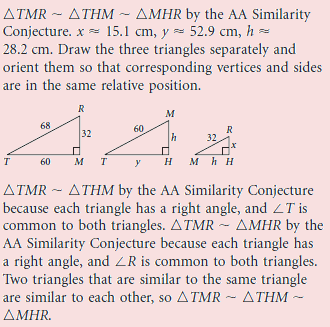 △TMR ~ △THM ~ △MHR by the AA Similarity
Conjecture. x ≈ 15.1 cm, y ≈ 52.9 cm, h ≈
28.2 cm. Draw the three triangles separately and
orient them so that corresponding vertices and sides
are in the same relative position.
R M
68 32 60 h 32 R x
T 60 M T y H M h H
△TMR ~ △THM by the AA Similarity Conjecture
because each triangle has a right angle, and ∠T is
common to both triangles. △TMR ~ △MHR by the
AA Similarity Conjecture because each triangle has
a right angle, and ∠R is common to both triangles.
Two triangles that are similar to the same triangle
are similar to each other, so △TMR ~ △THM ~
△MHR.